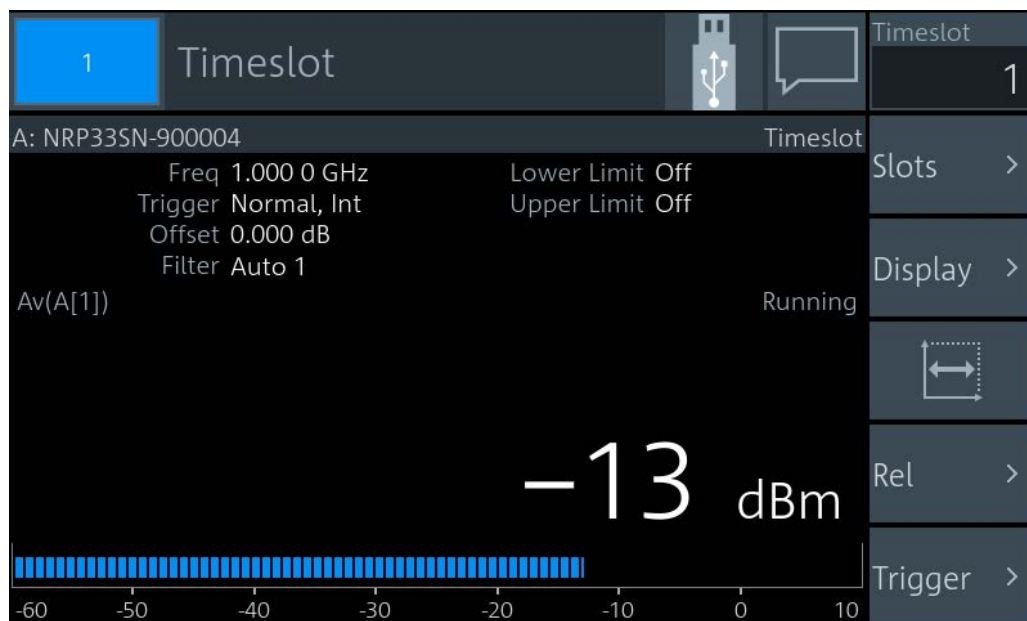 1 Timeslot
Timeslot
1
A: NRP33SN-900004 Timeslot
Freq 1.000 0 GHz Lower Limit Off
Trigger Normal, Int Upper Limit Off
Offset 0.000 dB
Filter Auto 1
Av(A[1]) Running
−13 dBm
-60 -50 -40 -30 -20 -10 0 10
Slots >
Display >
Rel >
Trigger >